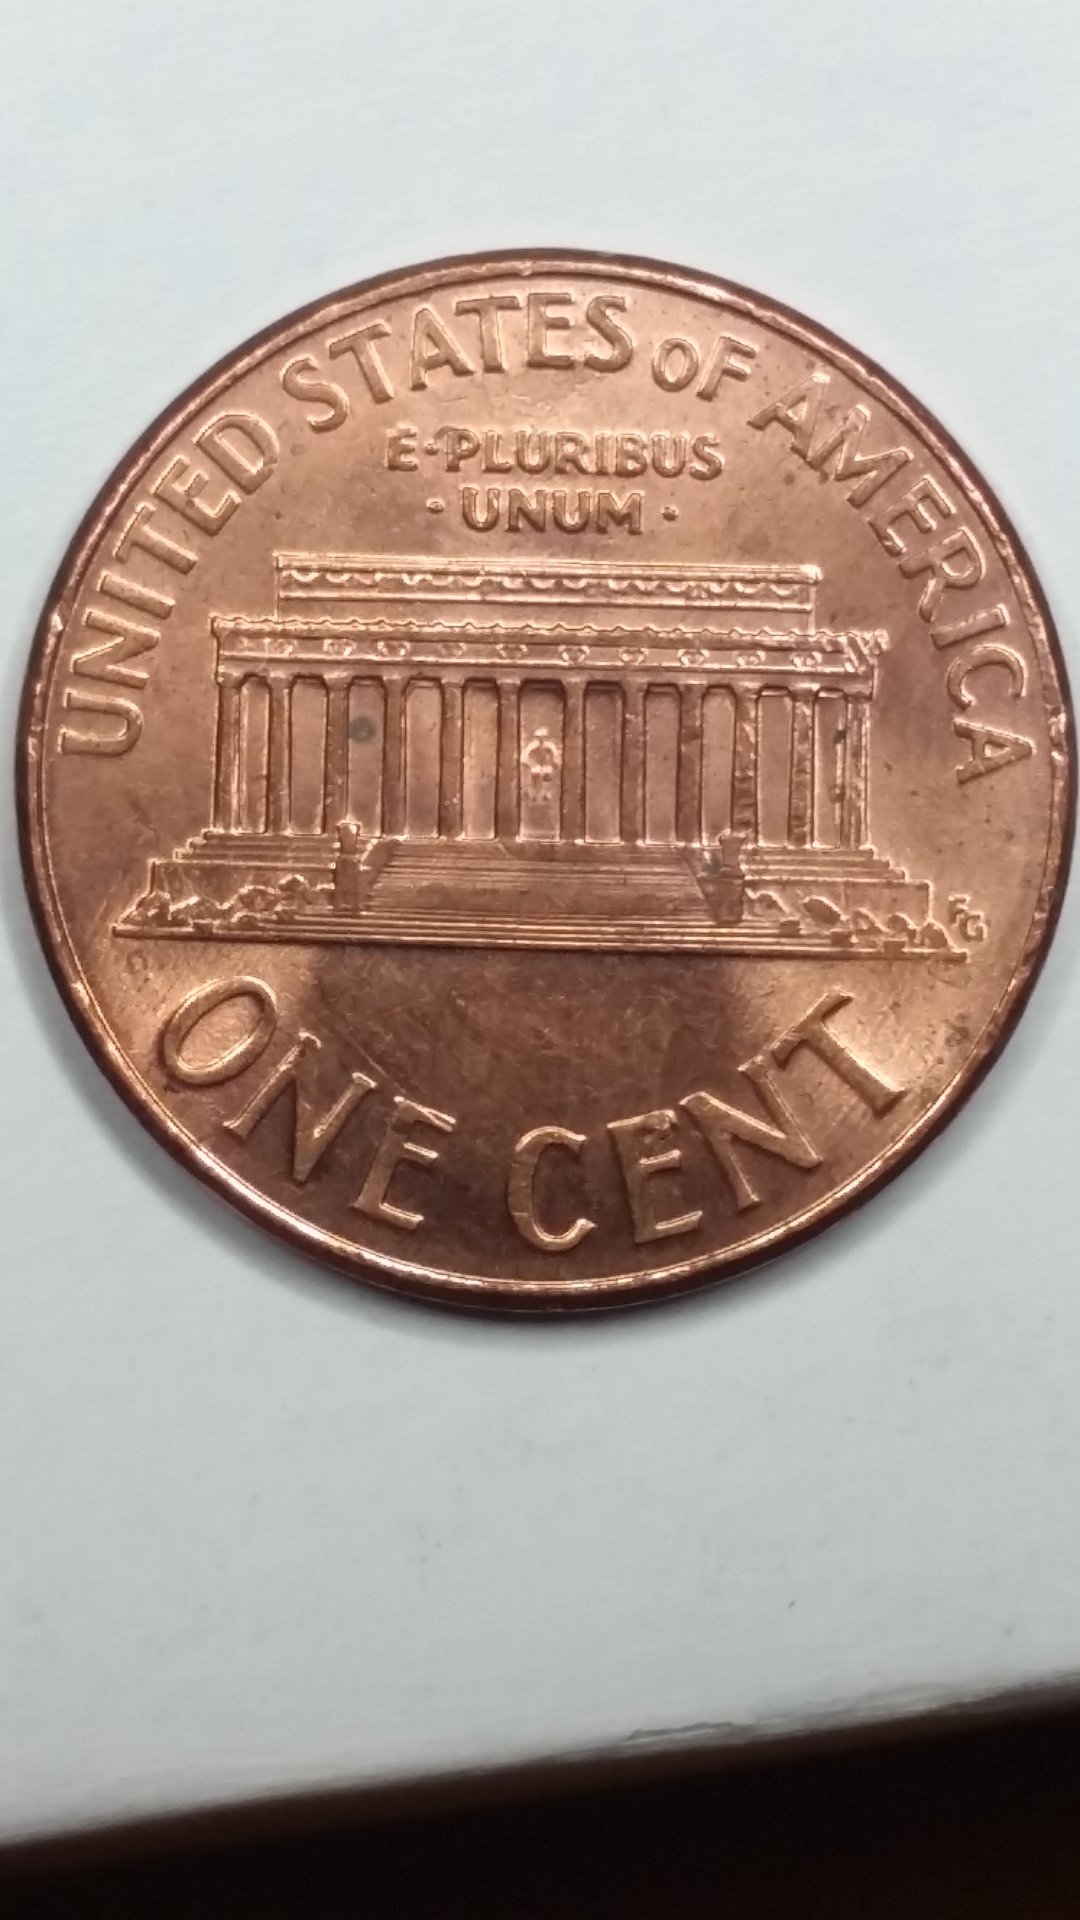 UNITED STATES OF AMERICA
E·PLURIBUS
· UNUM ·
FG
ONE CENT